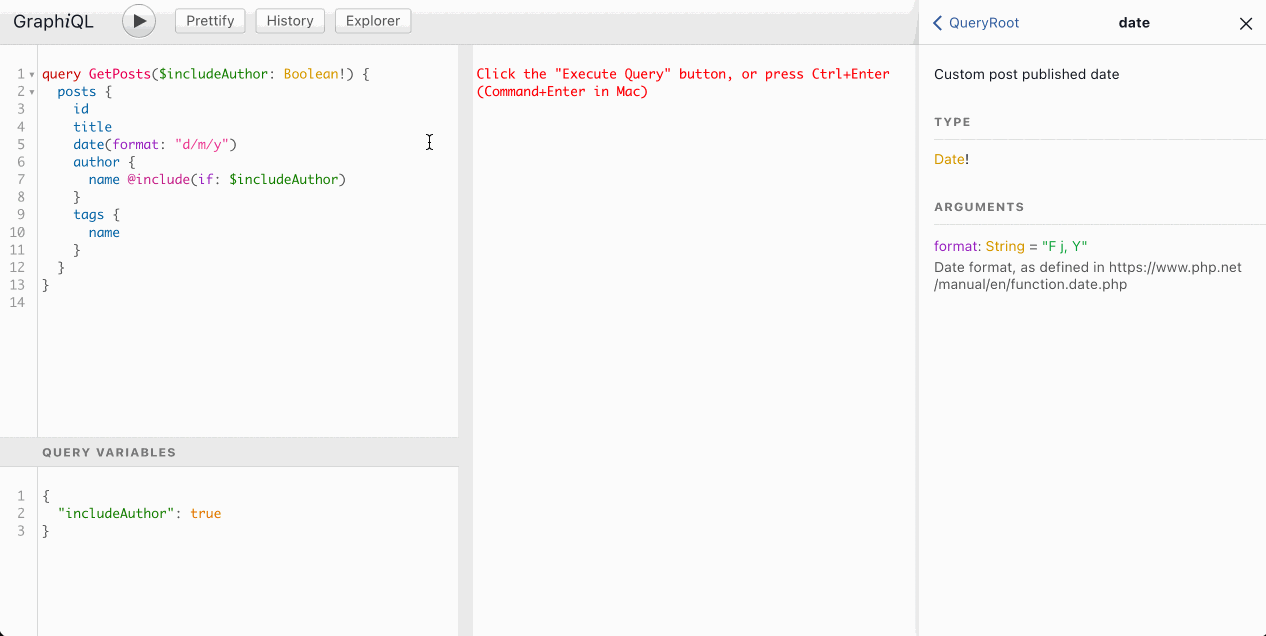 GraphiQL
Prettify
History
Explorer
QueryRoot
date
1 query GetPosts($includeAuthor: Boolean!) {
2   posts {
3     id
4     title
5     date(format: "d/m/y")
6     author {
7       name @include(if: $includeAuthor)
8     }
9     tags {
10       name
11     }
12   }
13 }
14
Click the "Execute Query" button, or press Ctrl+Enter
(Command+Enter in Mac)
QUERY VARIABLES
1 {
2   "includeAuthor": true
3 }
Custom post published date
TYPE
Date!
ARGUMENTS
format: String = "F j, Y"
Date format, as defined in https://www.php.net
/manual/en/function.date.php